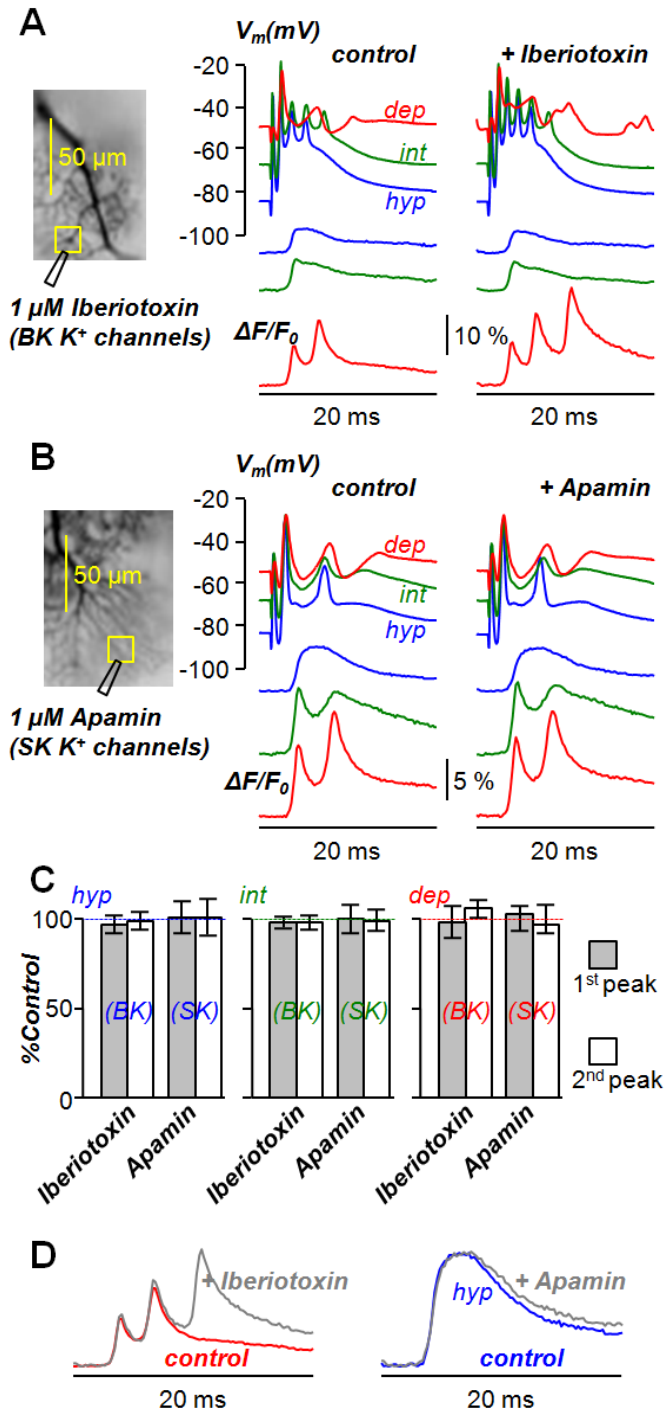 A
Vm(mV)
control
+ Iberiotoxin
-20
-40
-60
-80
-100
dep
int
hyp
50 µm
1 µM Iberiotoxin
(BK K+ channels)
ΔF/F0
10 %
20 ms
20 ms
B
Vm(mV)
control
+ Apamin
-20
-40
-60
-80
-100
dep
int
hyp
50 µm
1 µM Apamin
(SK K+ channels)
ΔF/F0
5 %
20 ms
20 ms
C
hyp
int
dep
100
50
0
%Control
(BK)
(SK)
(BK)
(SK)
(BK)
(SK)
1st peak
2nd peak
Iberiotoxin
Apamin
Iberiotoxin
Apamin
Iberiotoxin
Apamin
D
+ Iberiotoxin
control
20 ms
+ Apamin
hyp
control
20 ms